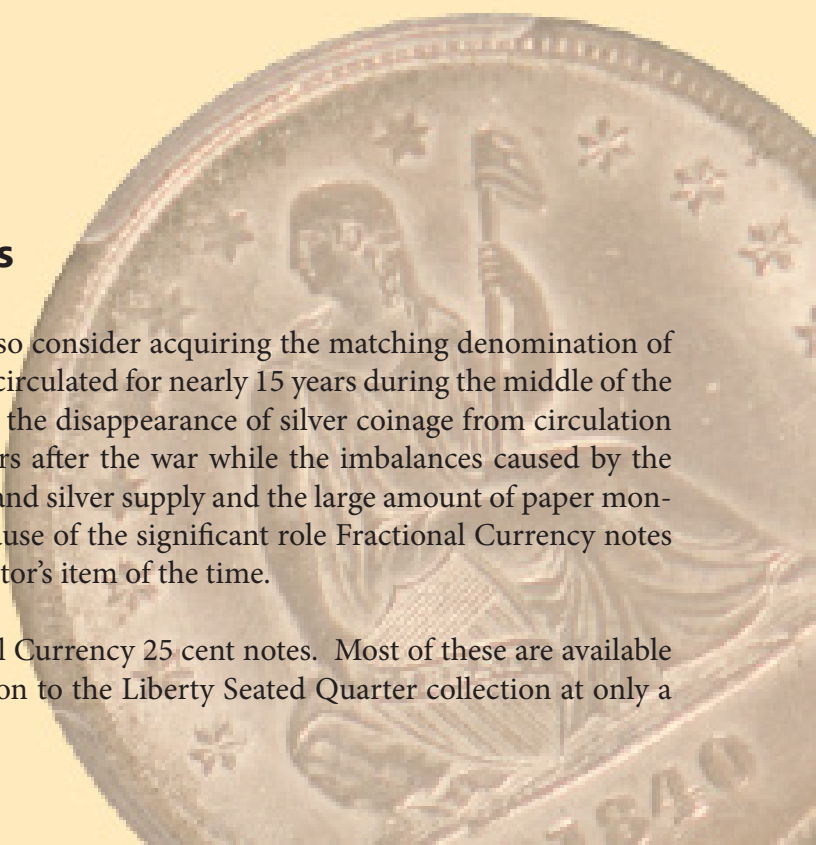 s
so consider acquiring the matching denomination of
circulated for nearly 15 years during the middle of the
the disappearance of silver coinage from circulation
rs after the war while the imbalances caused by the
and silver supply and the large amount of paper mon-
ause of the significant role Fractional Currency notes
tor's item of the time.
l Currency 25 cent notes.  Most of these are available
on to the Liberty Seated Quarter collection at only a
1840